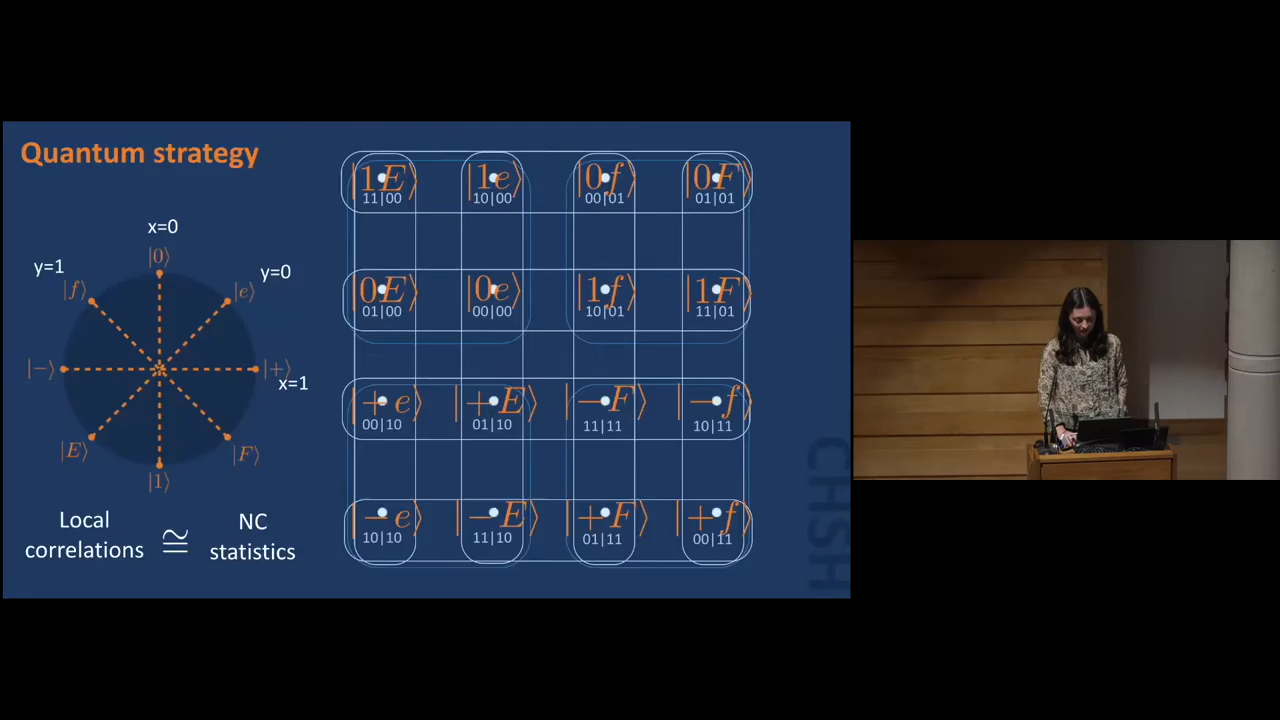 Quantum strategy
x=0
|0⟩
y=1
y=0
|f⟩
|e⟩
|−⟩
|+⟩
x=1
|E⟩
|F⟩
|1⟩
Local correlations
≅
NC statistics
|1E⟩ |1e⟩ |0f⟩ |0F⟩
11|00 10|00 00|01 01|01
|0E⟩ |0e⟩ |1f⟩ |1F⟩
01|00 00|00 10|01 11|01
|+e⟩ |+E⟩ |−F⟩ |−f⟩
00|10 01|10 11|11 10|11
|−e⟩ |−E⟩ |+F⟩ |+f⟩
10|10 11|10 01|11 00|11
CHSH